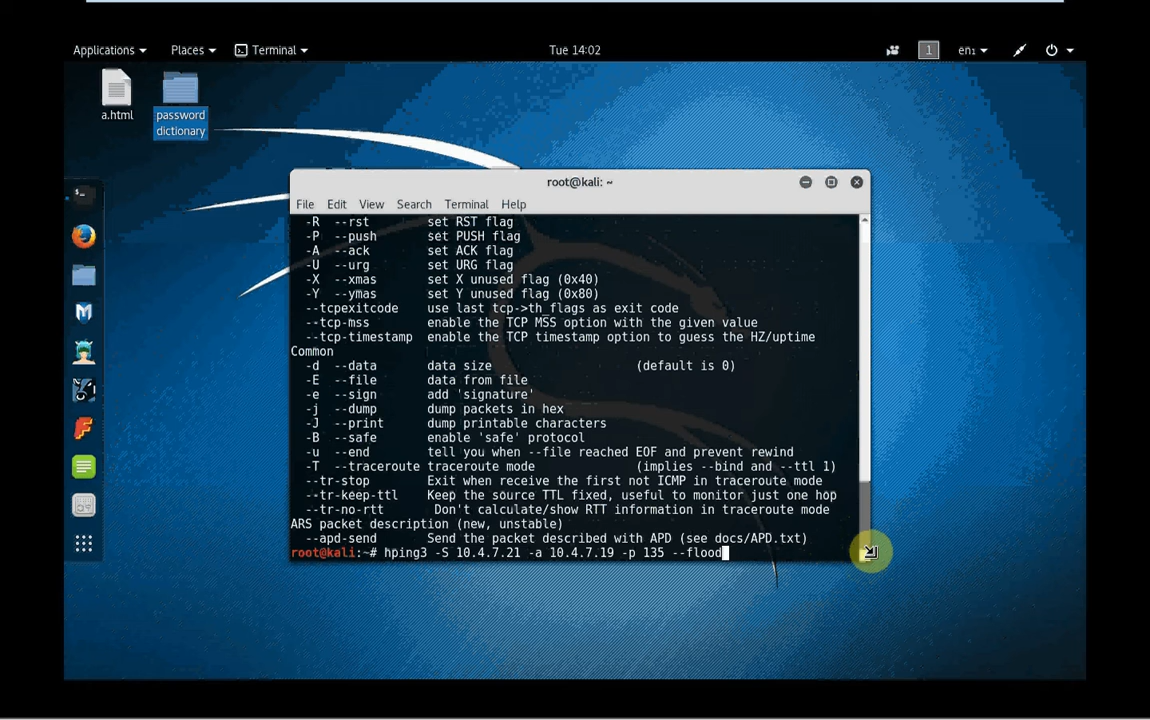 Applications Places Terminal Tue 14:02 1 en1
a.html
password
dictionary
root@kali: ~
File Edit View Search Terminal Help
-R --rst set RST flag
-P --push set PUSH flag
-A --ack set ACK flag
-U --urg set URG flag
-X --xmas set X unused flag (0x40)
-Y --ymas set Y unused flag (0x80)
--tcpexitcode use last tcp->th_flags as exit code
--tcp-mss enable the TCP MSS option with the given value
--tcp-timestamp enable the TCP timestamp option to guess the HZ/uptime
Common
-d --data data size (default is 0)
-E --file data from file
-e --sign add 'signature'
-j --dump dump packets in hex
-J --print dump printable characters
-B --safe enable 'safe' protocol
-u --end tell you when --file reached EOF and prevent rewind
-T --traceroute traceroute mode (implies --bind and --ttl 1)
--tr-stop Exit when receive the first not ICMP in traceroute mode
--tr-keep-ttl Keep the source TTL fixed, useful to monitor just one hop
--tr-no-rtt Don't calculate/show RTT information in traceroute mode
ARS packet description (new, unstable)
--apd-send Send the packet described with APD (see docs/APD.txt)
root@kali:~# hping3 -S 10.4.7.21 -a 10.4.7.19 -p 135 --flood